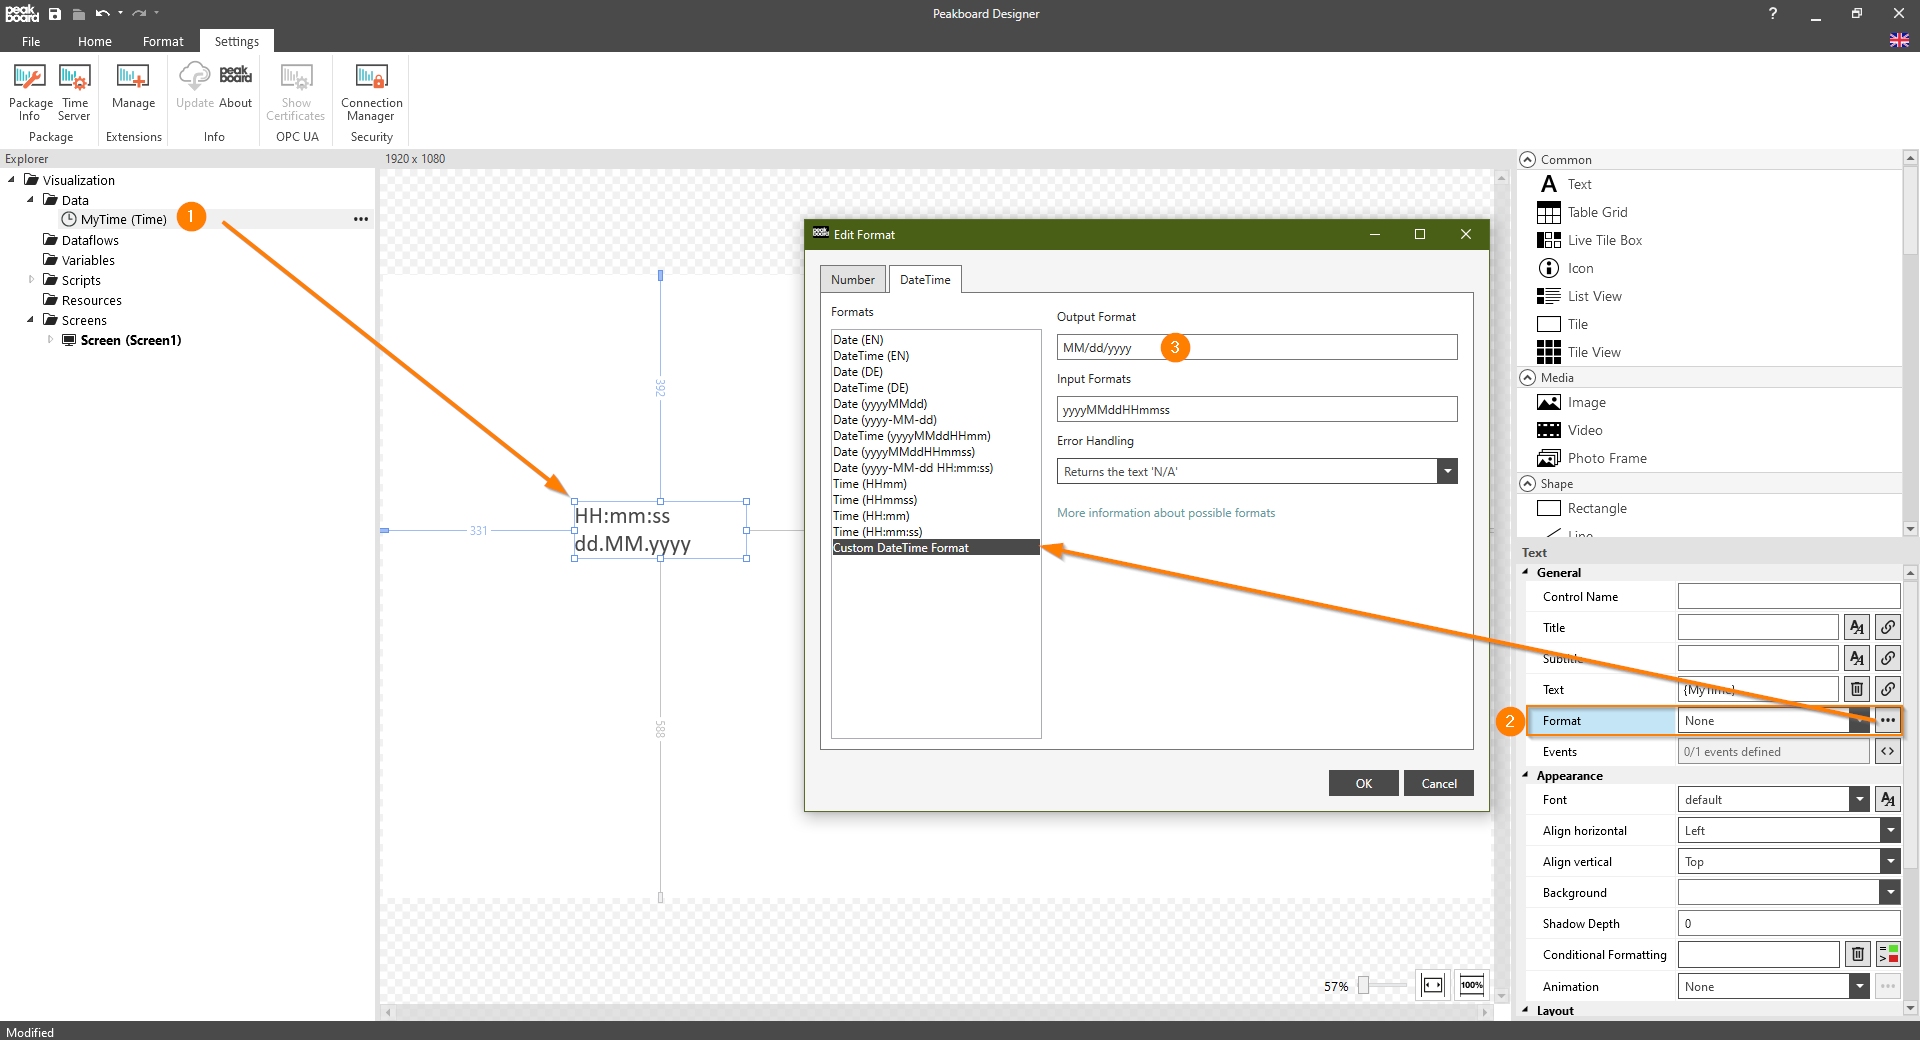 peak board
Peakboard Designer
?
File
Home
Format
Settings
Package Info
Time Server
Package
Manage
Extensions
Update
peak board
About
Info
Show Certificates
OPC UA
Connection Manager
Security
Explorer
Visualization
Data
MyTime (Time)
1
Dataflows
Variables
Scripts
Resources
Screens
Screen (Screen1)
1920 x 1080
392
331
HH:mm:ss
dd.MM.yyyy
588
57%
100%
Edit Format
Number
DateTime
Formats
Date (EN)
DateTime (EN)
Date (DE)
DateTime (DE)
Date (yyyyMMdd)
Date (yyyy-MM-dd)
DateTime (yyyyMMddHHmm)
Date (yyyyMMddHHmmss)
Date (yyyy-MM-dd HH:mm:ss)
Time (HHmm)
Time (HHmmss)
Time (HH:mm)
Time (HH:mm:ss)
Custom DateTime Format
Output Format
MM/dd/yyyy
3
Input Formats
yyyyMMddHHmmss
Error Handling
Returns the text 'N/A'
More information about possible formats
OK
Cancel
Common
Text
Table Grid
Live Tile Box
Icon
List View
Tile
Tile View
Media
Image
Video
Photo Frame
Shape
Rectangle
Line
Text
General
Control Name
Title
Subtitle
Text
{MyTime}
2
Format
None
Events
0/1 events defined
Appearance
Font
default
Align horizontal
Left
Align vertical
Top
Background
Shadow Depth
0
Conditional Formatting
Animation
None
Layout
Modified